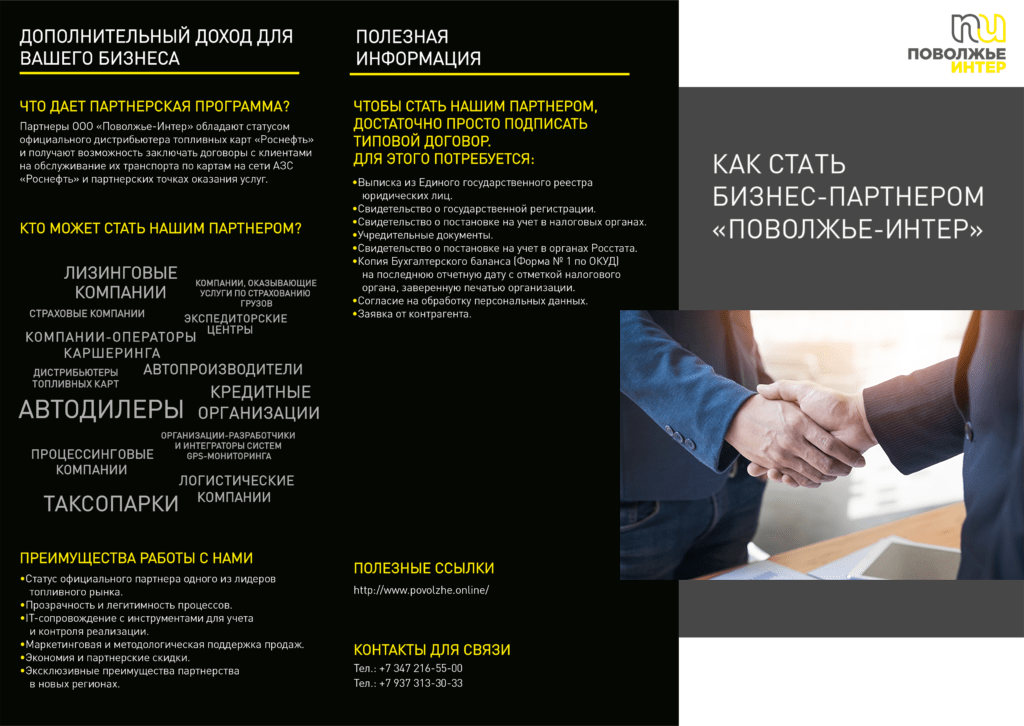 ДОПОЛНИТЕЛЬНЫЙ ДОХОД ДЛЯ
ВАШЕГО БИЗНЕСА
ЧТО ДАЕТ ПАРТНЕРСКАЯ ПРОГРАММА?
Партнеры ООО «Поволжье-Интер» обладают статусом
официального дистрибьютера топливных карт «Роснефть»
и получают возможность заключать договоры с клиентами
на обслуживание их транспорта по картам на сети АЗС
«Роснефть» и партнерских точках оказания услуг.
КТО МОЖЕТ СТАТЬ НАШИМ ПАРТНЕРОМ?
ЛИЗИНГОВЫЕ
КОМПАНИИ
КОМПАНИИ, ОКАЗЫВАЮЩИЕ
УСЛУГИ ПО СТРАХОВАНИЮ
ГРУЗОВ
СТРАХОВЫЕ КОМПАНИИ
ЭКСПЕДИТОРСКИЕ
ЦЕНТРЫ
КОМПАНИИ-ОПЕРАТОРЫ
КАРШЕРИНГА
ДИСТРИБЬЮТЕРЫ
ТОПЛИВНЫХ КАРТ
АВТОПРОИЗВОДИТЕЛИ
АВТОДИЛЕРЫ
КРЕДИТНЫЕ
ОРГАНИЗАЦИИ
ОРГАНИЗАЦИИ-РАЗРАБОТЧИКИ
И ИНТЕГРАТОРЫ СИСТЕМ
GPS-МОНИТОРИНГА
ПРОЦЕССИНГОВЫЕ
КОМПАНИИ
ЛОГИСТИЧЕСКИЕ
КОМПАНИИ
ТАКСОПАРКИ
ПРЕИМУЩЕСТВА РАБОТЫ С НАМИ
•Статус официального партнера одного из лидеров
топливного рынка.
•Прозрачность и легитимность процессов.
•IT-сопровождение с инструментами для учета
и контроля реализации.
•Маркетинговая и методологическая поддержка продаж.
•Экономия и партнерские скидки.
•Эксклюзивные преимущества партнерства
в новых регионах.
ПОЛЕЗНАЯ
ИНФОРМАЦИЯ
ЧТОБЫ СТАТЬ НАШИМ ПАРТНЕРОМ,
ДОСТАТОЧНО ПРОСТО ПОДПИСАТЬ
ТИПОВОЙ ДОГОВОР.
ДЛЯ ЭТОГО ПОТРЕБУЕТСЯ:
•Выписка из Единого государственного реестра
юридических лиц.
•Свидетельство о государственной регистрации.
•Свидетельство о постановке на учет в налоговых органах.
•Учредительные документы.
•Свидетельство о постановке на учет в органах Росстата.
•Копия Бухгалтерского баланса (Форма № 1 по ОКУД)
на последнюю отчетную дату с отметкой налогового
органа, заверенную печатью организации.
•Согласие на обработку персональных данных.
•Заявка от контрагента.
ПОЛЕЗНЫЕ ССЫЛКИ
http://www.povolzhe.online/
КОНТАКТЫ ДЛЯ СВЯЗИ
Тел.: +7 347 216-55-00
Тел.: +7 937 313-30-33
ПИ
ПОВОЛЖЬЕ
ИНТЕР
КАК СТАТЬ
БИЗНЕС-ПАРТНЕРОМ
«ПОВОЛЖЬЕ-ИНТЕР»